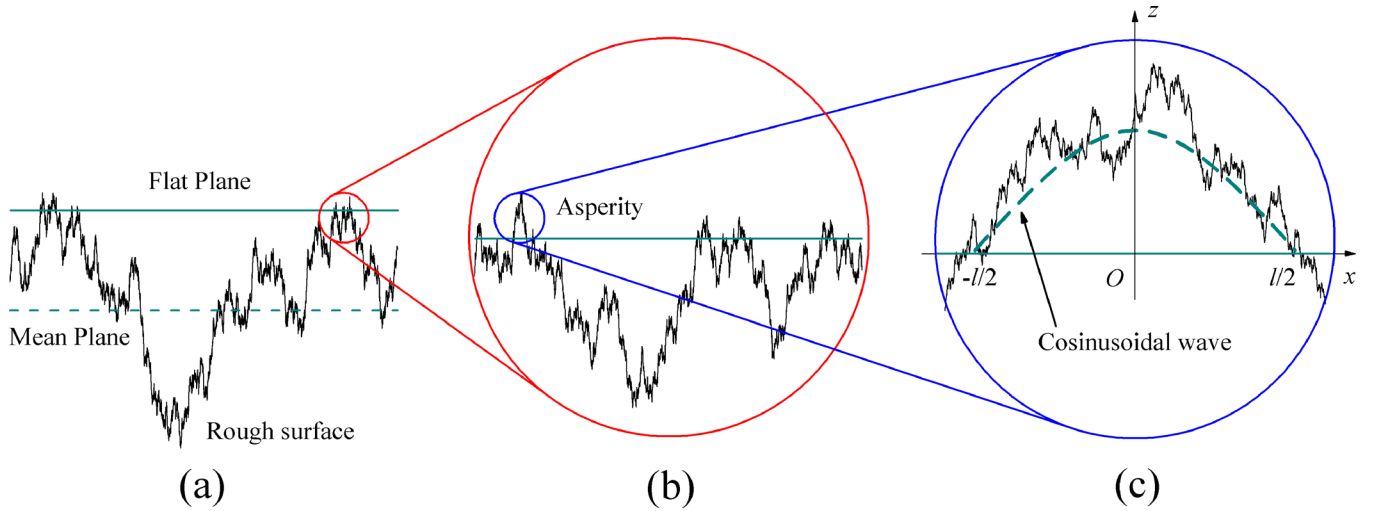 Flat Plane
Mean Plane
Rough surface
(a)
Asperity
(b)
z
-l/2
O
l/2
x
Cosinusoidal wave
(c)